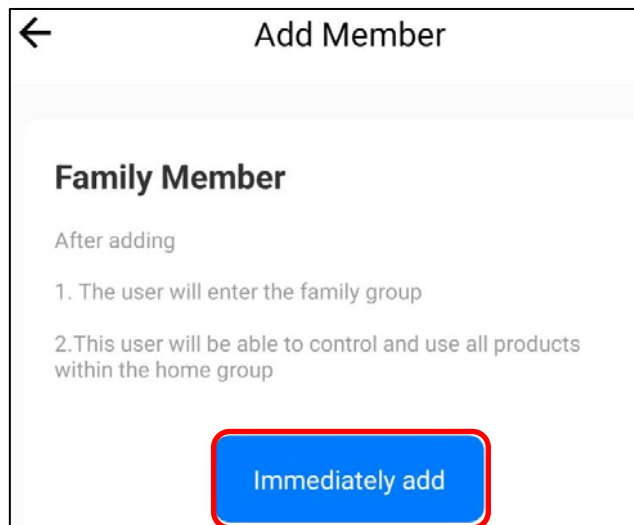 Add Member
Family Member
After adding
1. The user will enter the family group
2.This user will be able to control and use all products
within the home group
Immediately add